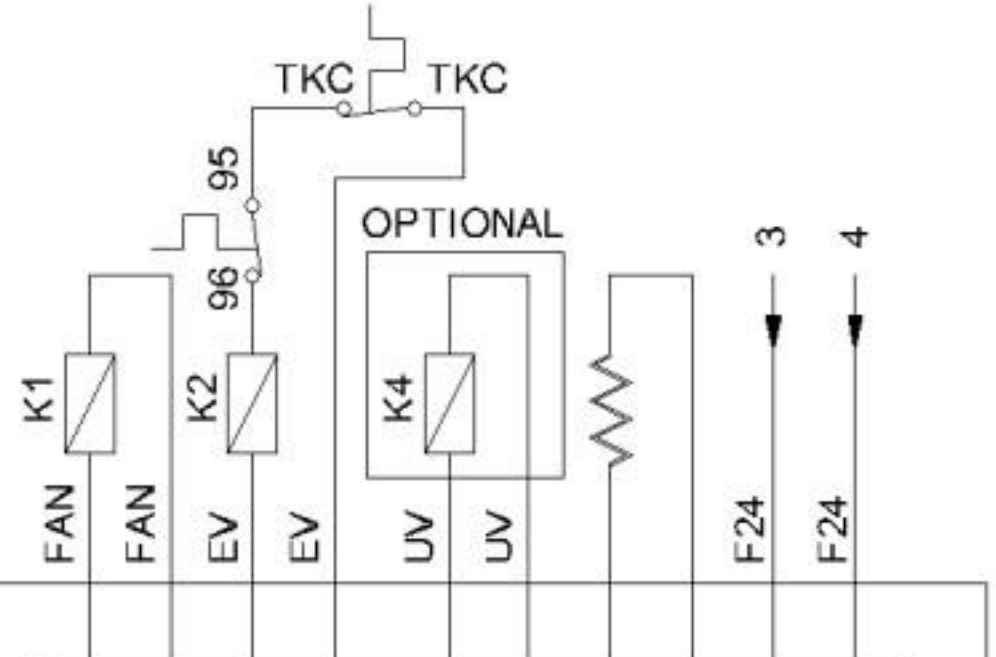 TKC TKC
95
OPTIONAL
3 4
96
K1 K2 K4
FAN FAN EV EV UV UV F24 F24